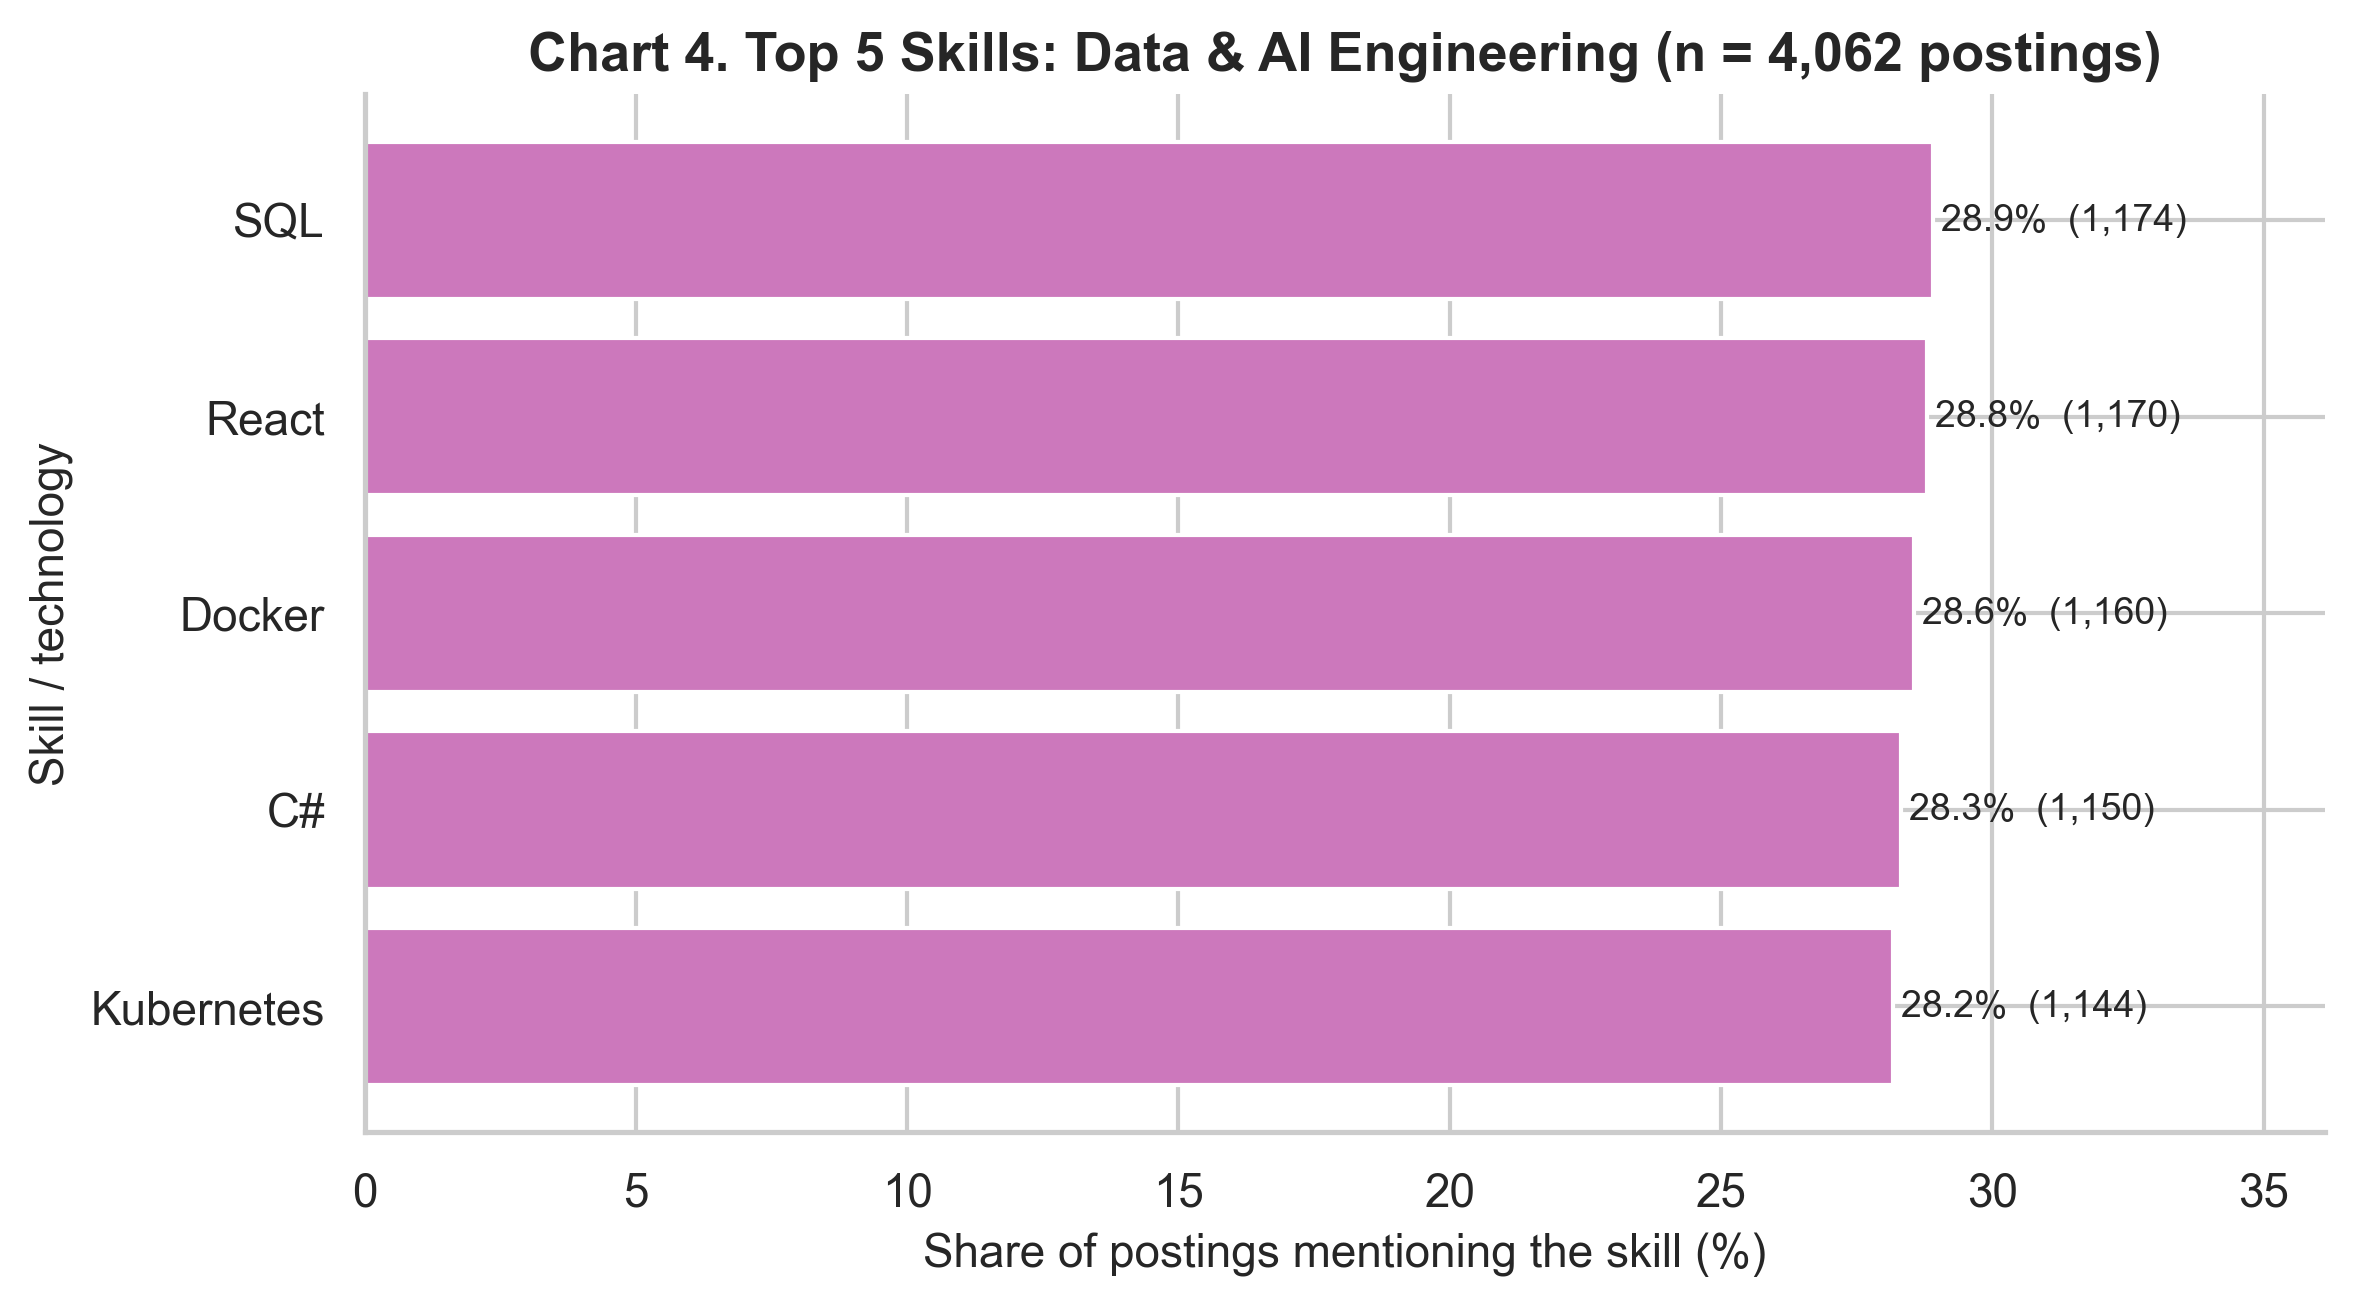 Chart 4. Top 5 Skills: Data & AI Engineering (n = 4,062 postings)
Skill / technology
SQL
28.9% (1,174)
React
28.8% (1,170)
Docker
28.6% (1,160)
C#
28.3% (1,150)
Kubernetes
28.2% (1,144)
0 5 10 15 20 25 30 35
Share of postings mentioning the skill (%)